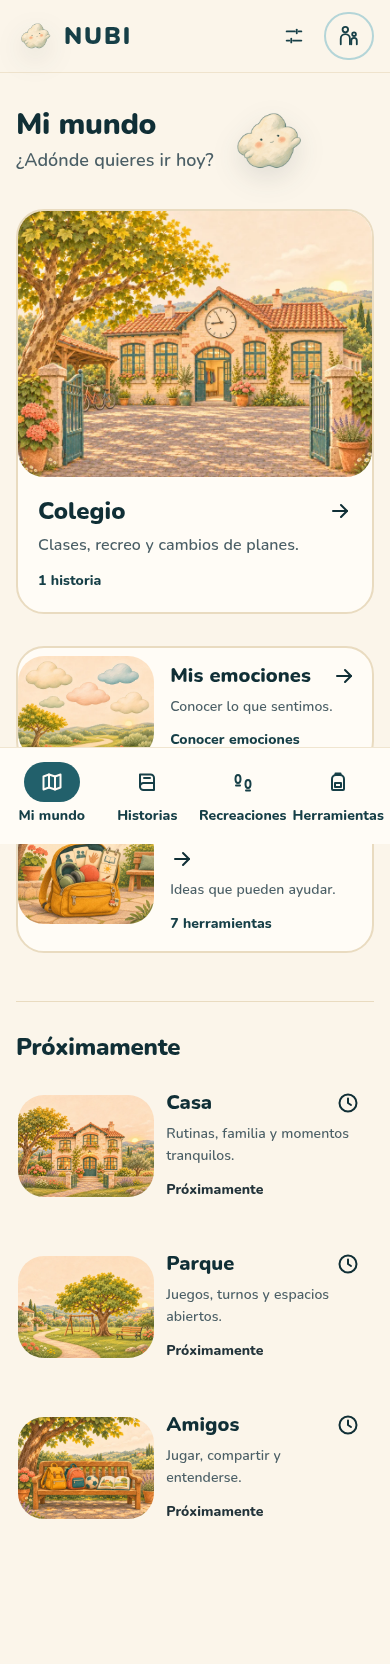 NUBI
Mi mundo
¿Adónde quieres ir hoy?
Colegio
Clases, recreo y cambios de planes.
1 historia
Mis emociones
Conocer lo que sentimos.
Conocer emociones
Mi mundo
Historias
Recreaciones
Herramientas
Ideas que pueden ayudar.
7 herramientas
Próximamente
Casa
Rutinas, familia y momentos
tranquilos.
Próximamente
Parque
Juegos, turnos y espacios
abiertos.
Próximamente
Amigos
Jugar, compartir y
entenderse.
Próximamente